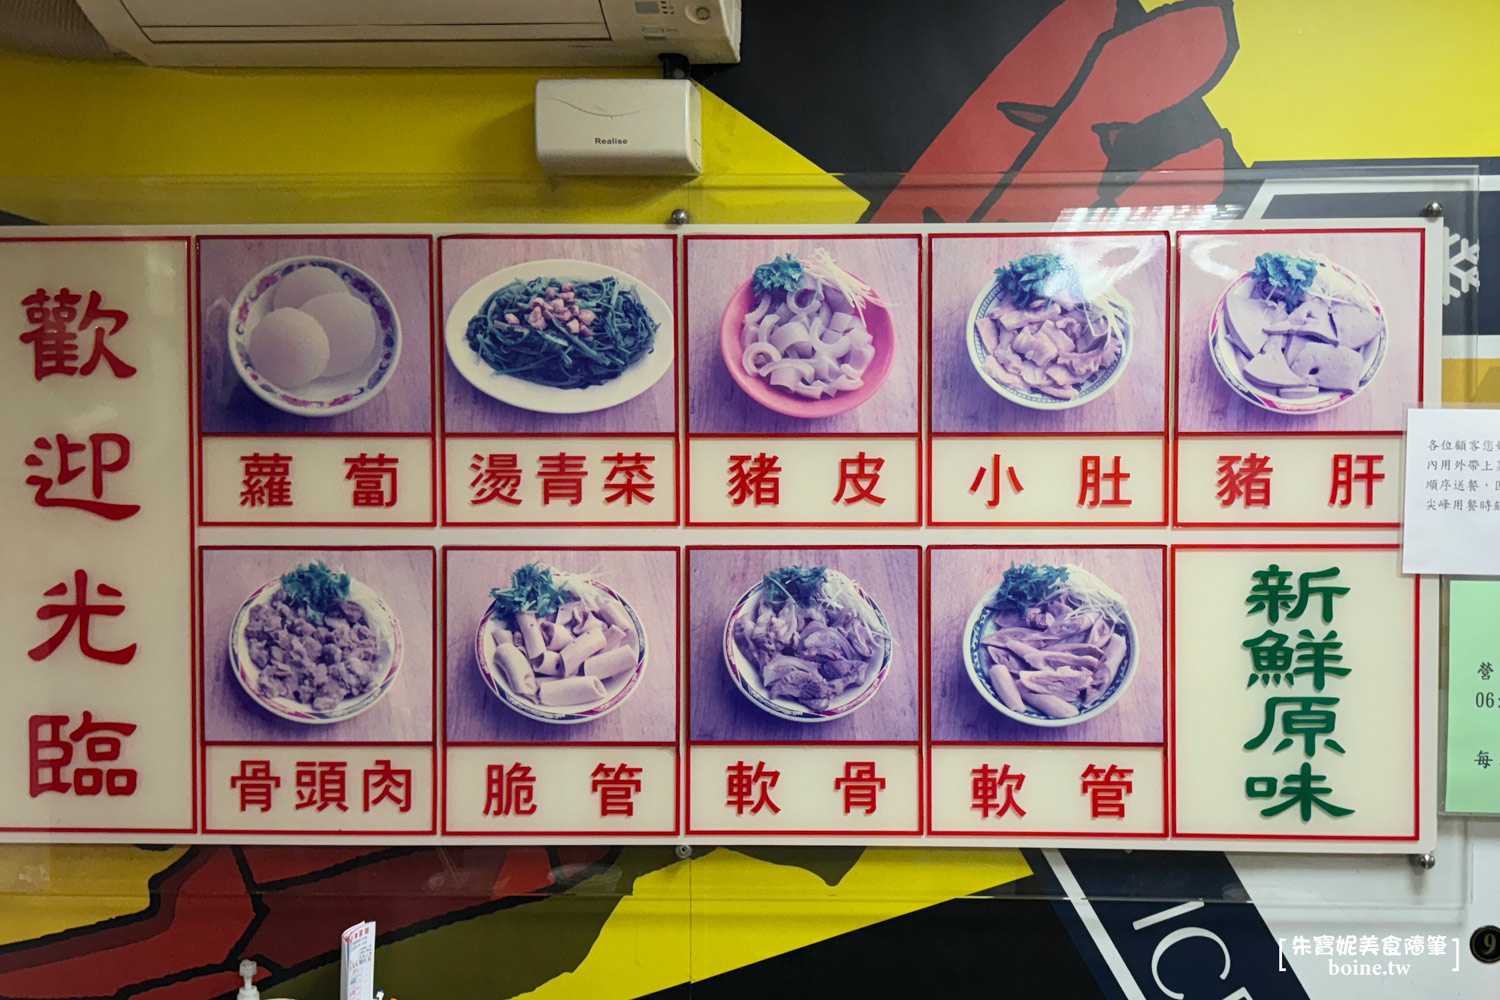 Realise
歡迎光臨
蘿蔔
燙青菜
豬皮
小肚
豬肝
骨頭肉
脆管
軟骨
軟管
新鮮原味
各位顧客您
內用外帶上
順序送餐，
尖峰用餐時
營
06:
每
ICE
9
朱寶妮美食隨筆
boine.tw